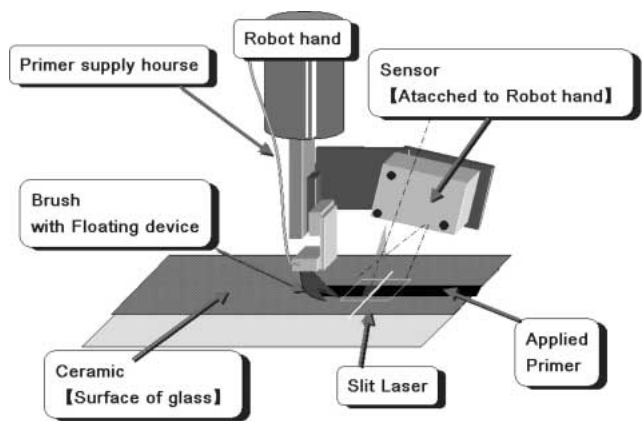 Robot hand
Primer supply hourse
Sensor
【Atacched to Robot hand】
Brush
with Floating device
Applied
Primer
Slit Laser
Ceramic
【Surface of glass】